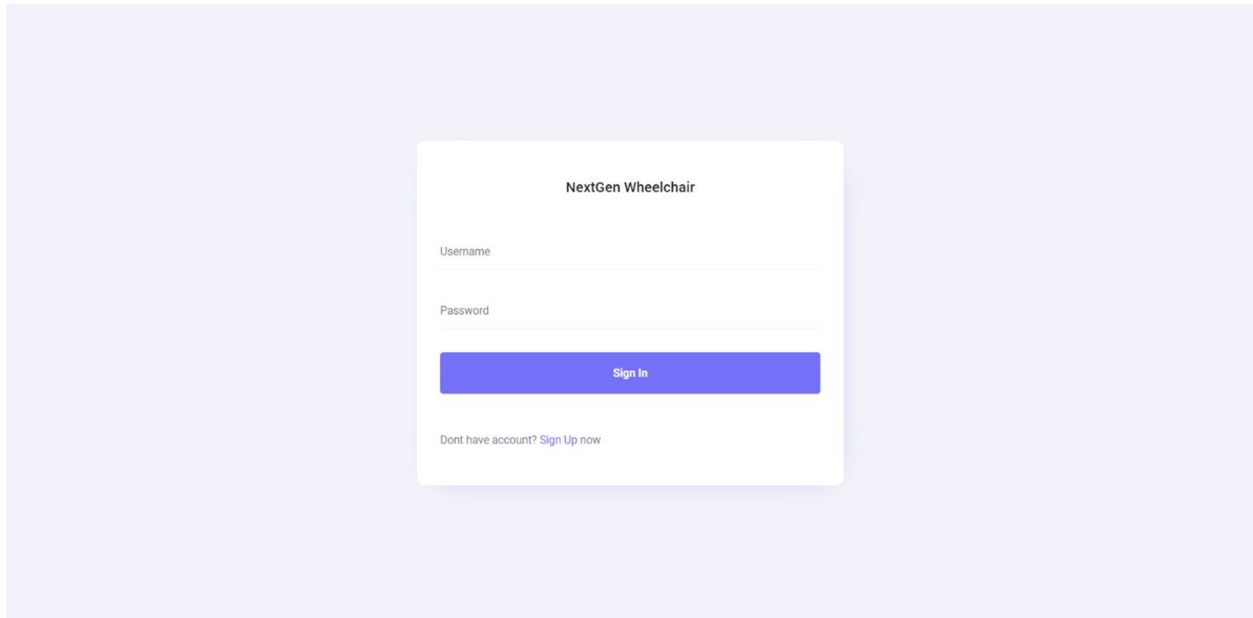 NextGen Wheelchair
Username
Password
Sign In
Dont have account? Sign Up now